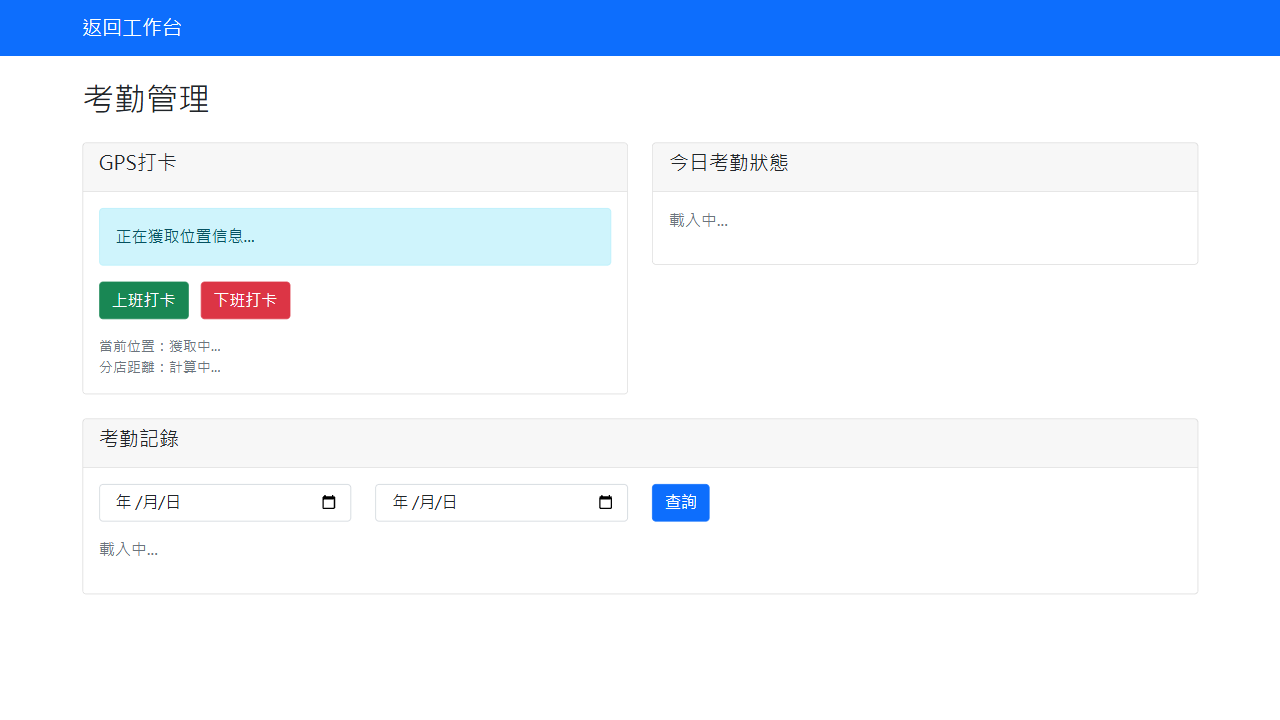 返回工作台
考勤管理
GPS打卡
正在獲取位置信息...
上班打卡 下班打卡
當前位置：獲取中...
分店距離：計算中...
今日考勤狀態
載入中...
考勤記錄
年 /月/日 年 /月/日 查詢
載入中...